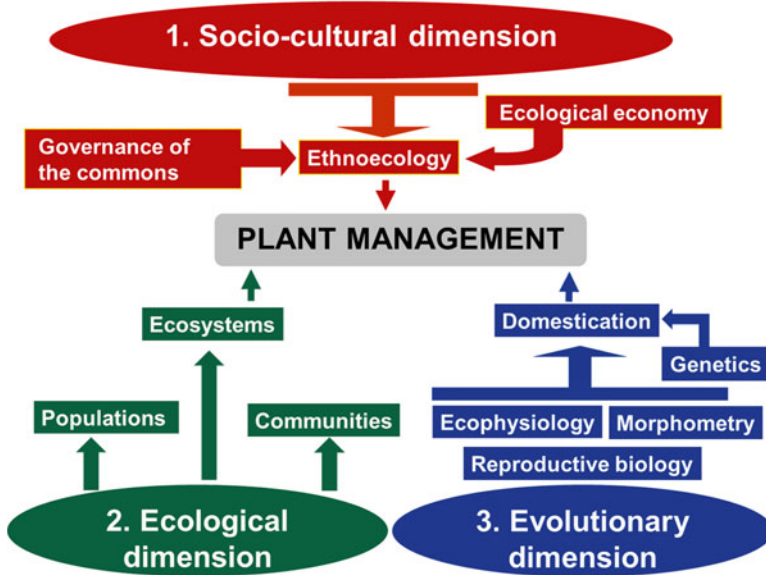 1. Socio-cultural dimension
Ecological economy
Governance of
the commons
Ethnoecology
PLANT MANAGEMENT
Ecosystems
Domestication
Genetics
Populations
Communities
Ecophysiology
Morphometry
Reproductive biology
2. Ecological
dimension
3. Evolutionary
dimension